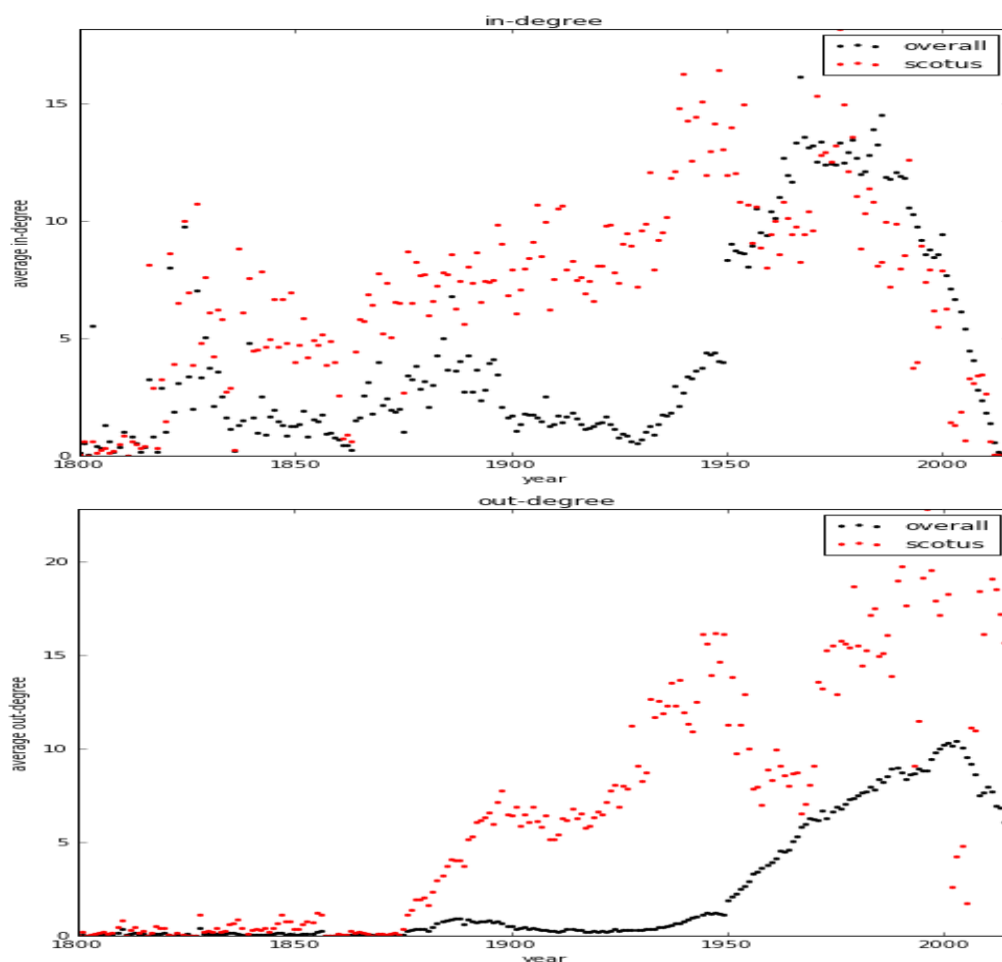 in-degree
overall
scotus
average in-degree
15
10
5
0
1800 1850 1900 1950 2000
year
out-degree
overall
scotus
average out-degree
20
15
10
5
0
1800 1850 1900 1950 2000
year